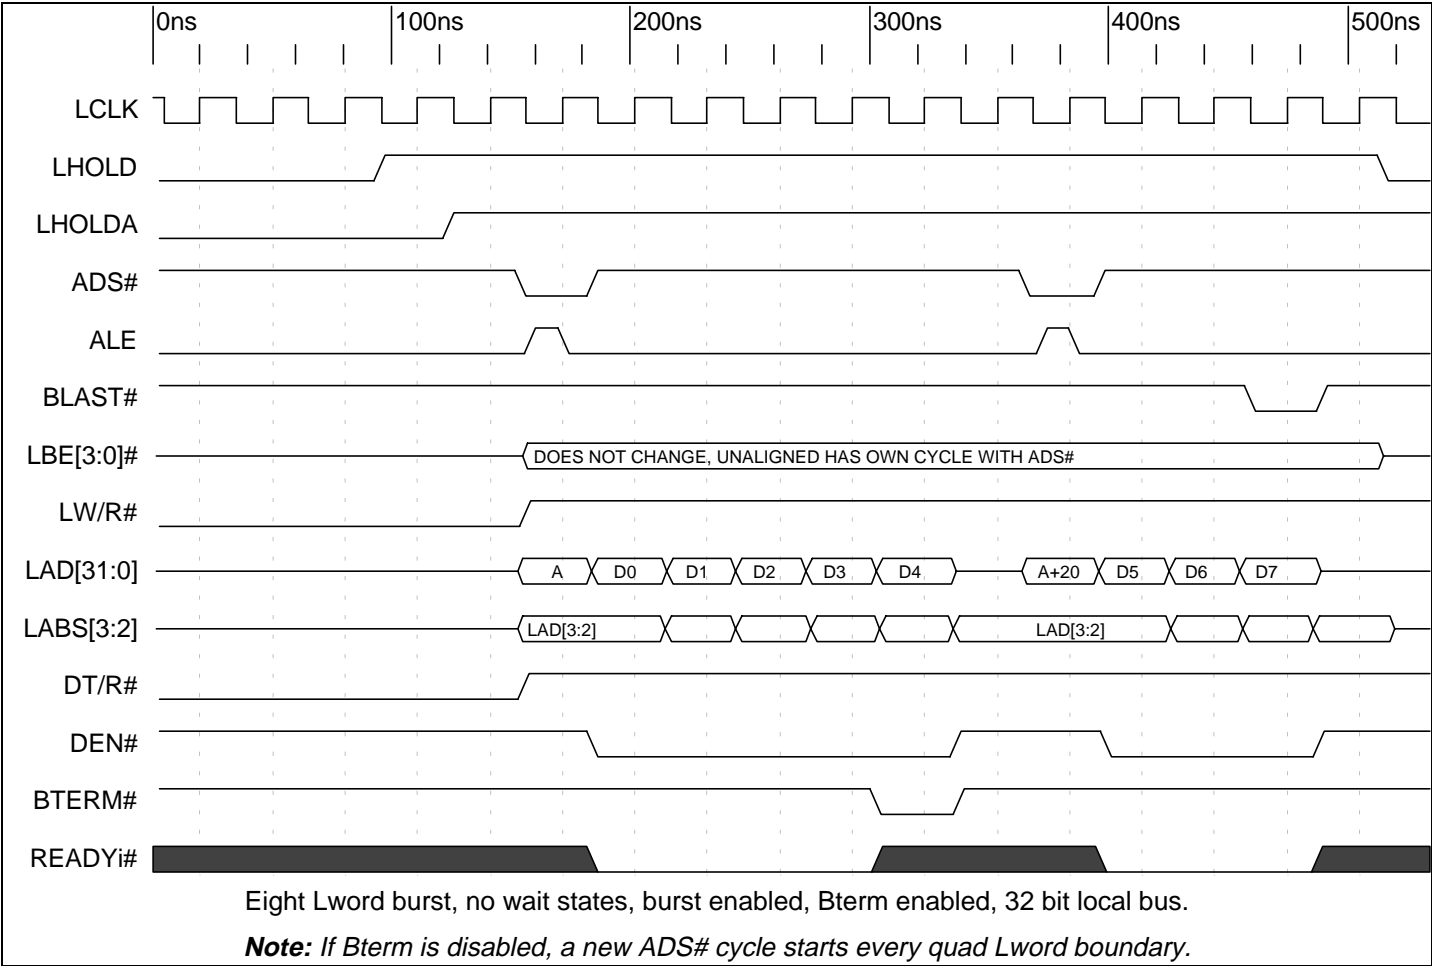 0ns 100ns 200ns 300ns 400ns 500ns
LCLK
LHOLD
LHOLDA
ADS#
ALE
BLAST#
LBE[3:0]# DOES NOT CHANGE, UNALIGNED HAS OWN CYCLE WITH ADS#
LW/R#
LAD[31:0] A D0 D1 D2 D3 D4 A+20 D5 D6 D7
LABS[3:2] LAD[3:2] LAD[3:2]
DT/R#
DEN#
BTERM#
READYi#
Eight Lword burst, no wait states, burst enabled, Bterm enabled, 32 bit local bus.
Note: If Bterm is disabled, a new ADS# cycle starts every quad Lword boundary.